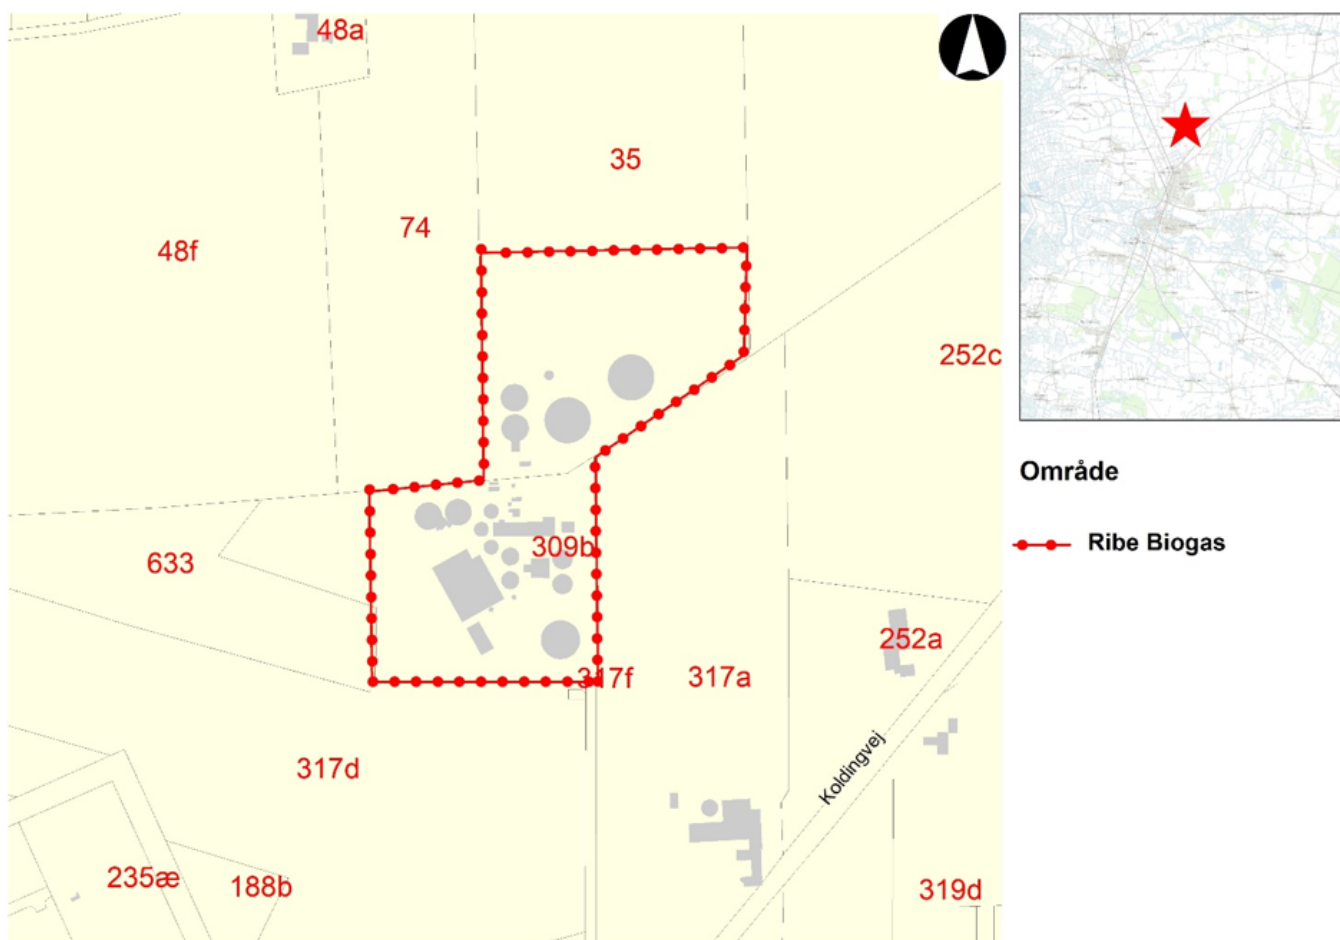 48a
35
74
48f
252c
309b
633
252a
317f
317a
317d
Koldingvej
235æ
188b
319d
Område
Ribe Biogas